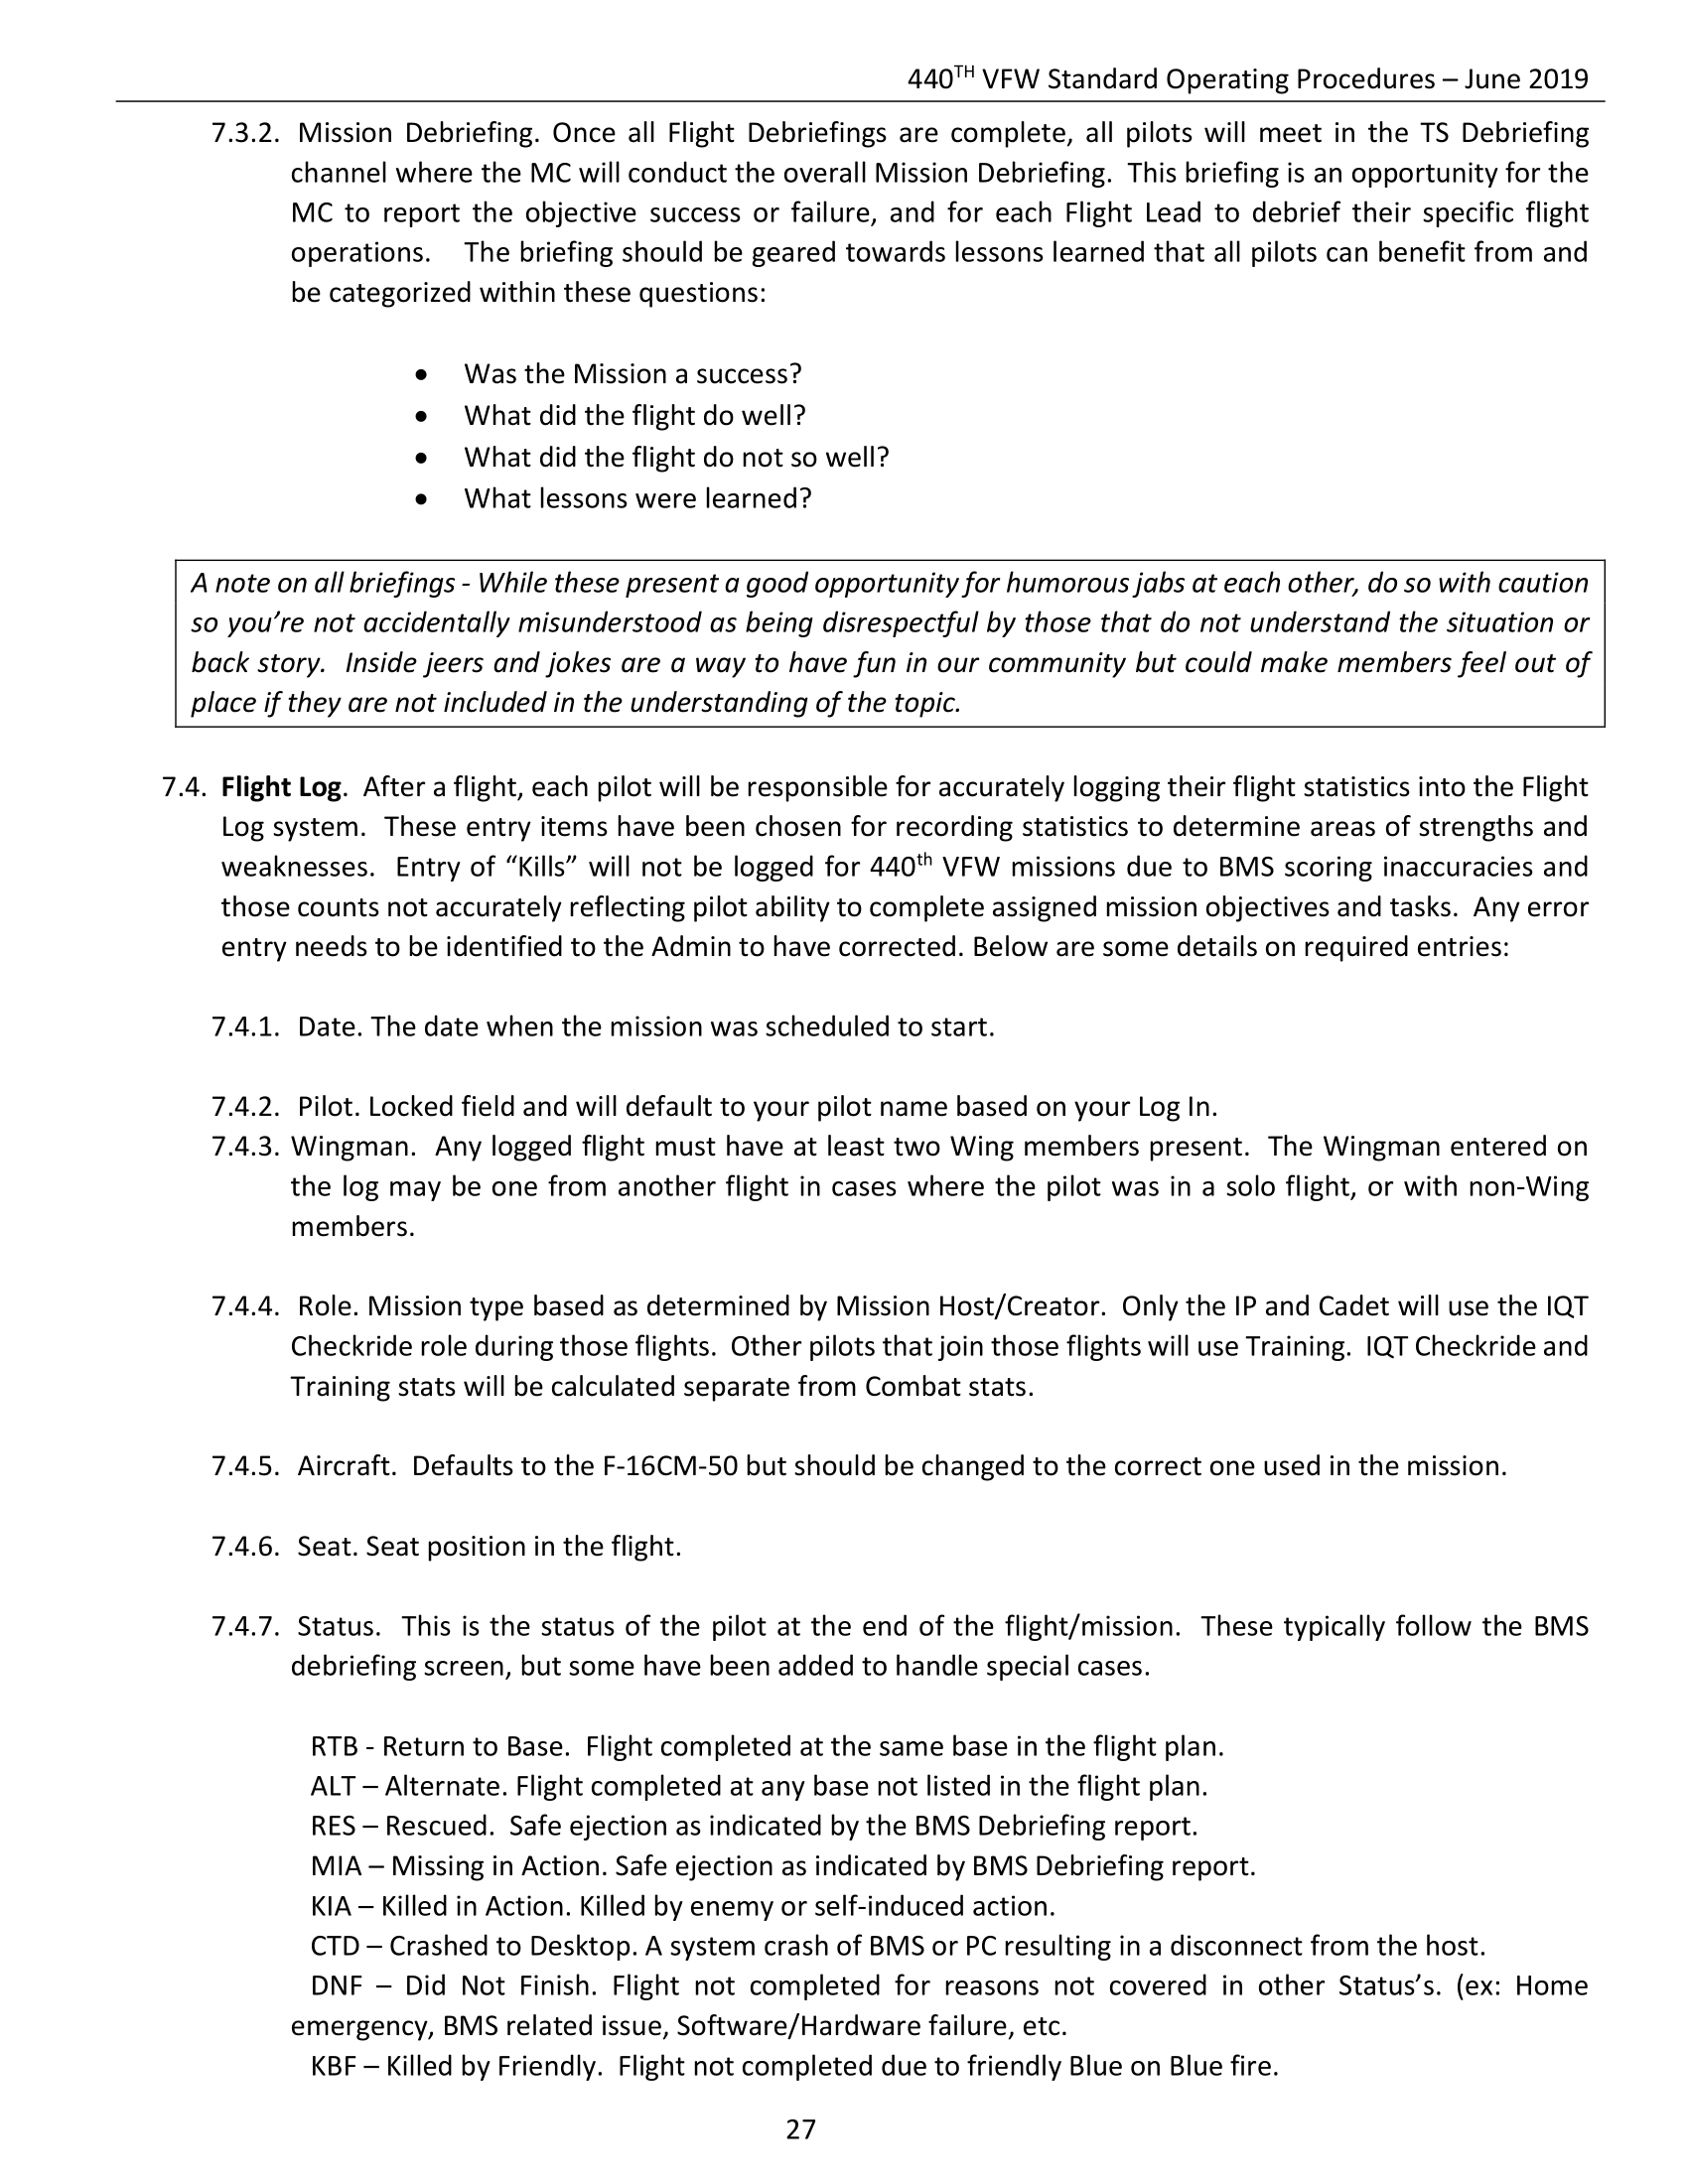 440TH VFW Standard Operating Procedures – June 2019
7.3.2. Mission Debriefing. Once all Flight Debriefings are complete, all pilots will meet in the TS Debriefing
channel where the MC will conduct the overall Mission Debriefing. This briefing is an opportunity for the
MC to report the objective success or failure, and for each Flight Lead to debrief their specific flight
operations. The briefing should be geared towards lessons learned that all pilots can benefit from and
be categorized within these questions:
• Was the Mission a success?
• What did the flight do well?
• What did the flight do not so well?
• What lessons were learned?
A note on all briefings - While these present a good opportunity for humorous jabs at each other, do so with caution
so you’re not accidentally misunderstood as being disrespectful by those that do not understand the situation or
back story. Inside jeers and jokes are a way to have fun in our community but could make members feel out of
place if they are not included in the understanding of the topic.
7.4. Flight Log. After a flight, each pilot will be responsible for accurately logging their flight statistics into the Flight
Log system. These entry items have been chosen for recording statistics to determine areas of strengths and
weaknesses. Entry of “Kills” will not be logged for 440th VFW missions due to BMS scoring inaccuracies and
those counts not accurately reflecting pilot ability to complete assigned mission objectives and tasks. Any error
entry needs to be identified to the Admin to have corrected. Below are some details on required entries:
7.4.1. Date. The date when the mission was scheduled to start.
7.4.2. Pilot. Locked field and will default to your pilot name based on your Log In.
7.4.3. Wingman. Any logged flight must have at least two Wing members present. The Wingman entered on
the log may be one from another flight in cases where the pilot was in a solo flight, or with non-Wing
members.
7.4.4. Role. Mission type based as determined by Mission Host/Creator. Only the IP and Cadet will use the IQT
Checkride role during those flights. Other pilots that join those flights will use Training. IQT Checkride and
Training stats will be calculated separate from Combat stats.
7.4.5. Aircraft. Defaults to the F-16CM-50 but should be changed to the correct one used in the mission.
7.4.6. Seat. Seat position in the flight.
7.4.7. Status. This is the status of the pilot at the end of the flight/mission. These typically follow the BMS
debriefing screen, but some have been added to handle special cases.
RTB - Return to Base. Flight completed at the same base in the flight plan.
ALT – Alternate. Flight completed at any base not listed in the flight plan.
RES – Rescued. Safe ejection as indicated by the BMS Debriefing report.
MIA – Missing in Action. Safe ejection as indicated by BMS Debriefing report.
KIA – Killed in Action. Killed by enemy or self-induced action.
CTD – Crashed to Desktop. A system crash of BMS or PC resulting in a disconnect from the host.
DNF – Did Not Finish. Flight not completed for reasons not covered in other Status’s. (ex: Home
emergency, BMS related issue, Software/Hardware failure, etc.
KBF – Killed by Friendly. Flight not completed due to friendly Blue on Blue fire.
27